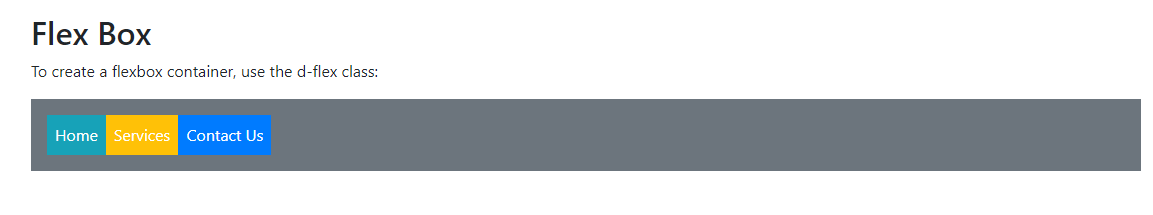 Flex Box
To create a flexbox container, use the d-flex class:
Home Services Contact Us